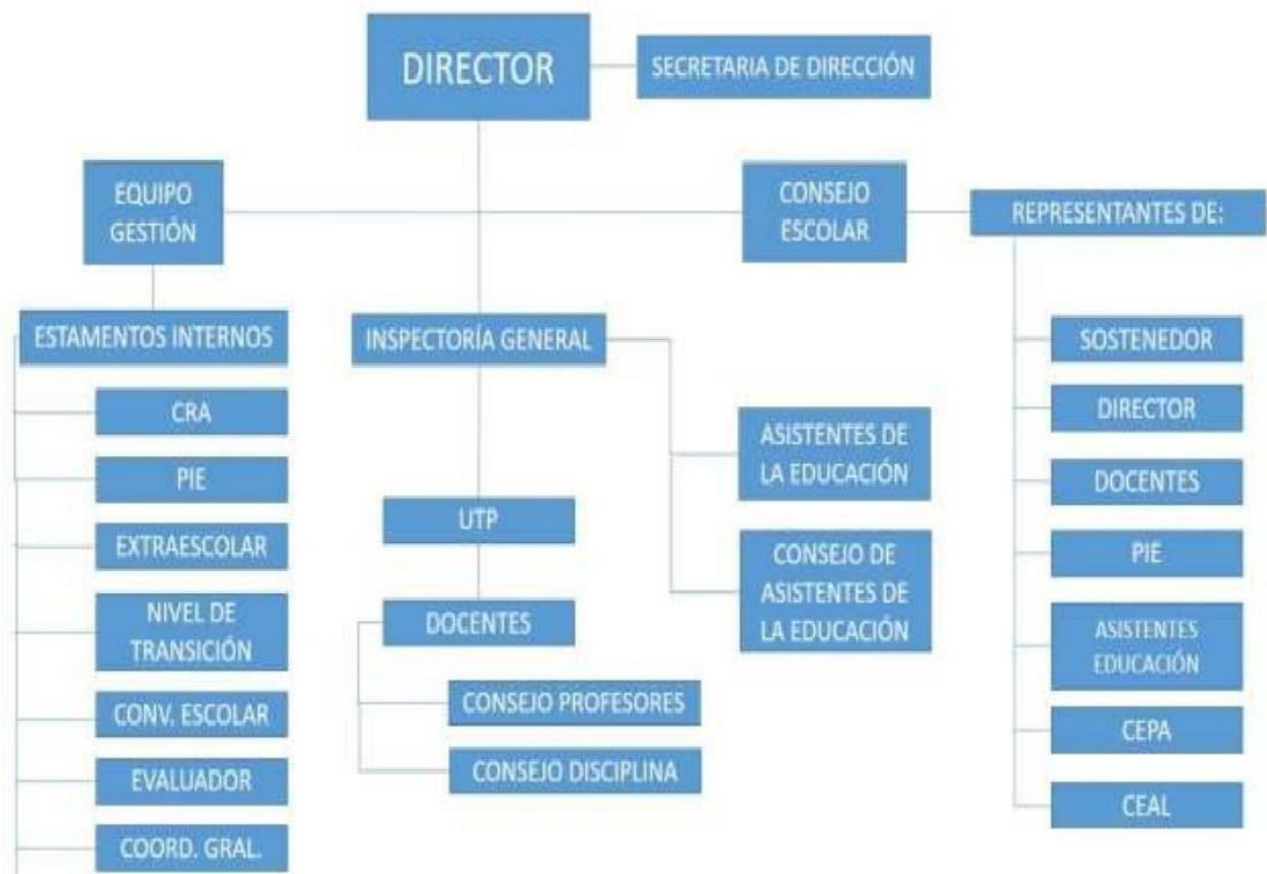 DIRECTOR
SECRETARIA DE DIRECCIÓN
EQUIPO
GESTIÓN
CONSEJO
ESCOLAR
REPRESENTANTES DE:
ESTAMENTOS INTERNOS
CRA
PIE
EXTRAESCOLAR
NIVEL DE
TRANSICIÓN
CONV. ESCOLAR
EVALUADOR
COORD. GRAL.
INSPECTORÍA GENERAL
UTP
DOCENTES
CONSEJO PROFESORES
CONSEJO DISCIPLINA
ASISTENTES DE
LA EDUCACIÓN
CONSEJO DE
ASISTENTES DE
LA EDUCACIÓN
SOSTENEDOR
DIRECTOR
DOCENTES
PIE
ASISTENTES
EDUCACIÓN
CEPA
CEAL